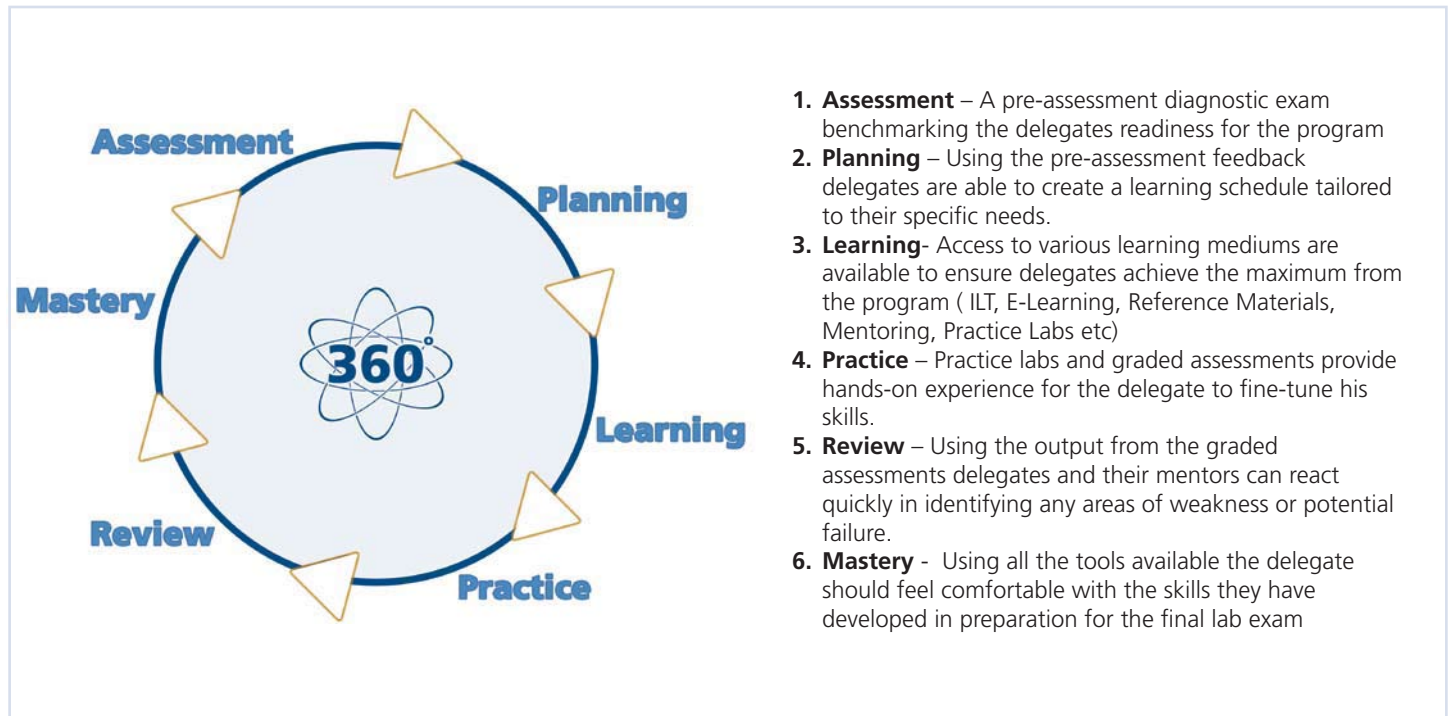 Assessment
Planning
Mastery
360°
Learning
Review
Practice
1. Assessment – A pre-assessment diagnostic exam
benchmarking the delegates readiness for the program
2. Planning – Using the pre-assessment feedback
delegates are able to create a learning schedule tailored
to their specific needs.
3. Learning- Access to various learning mediums are
available to ensure delegates achieve the maximum from
the program ( ILT, E-Learning, Reference Materials,
Mentoring, Practice Labs etc)
4. Practice – Practice labs and graded assessments provide
hands-on experience for the delegate to fine-tune his
skills.
5. Review – Using the output from the graded
assessments delegates and their mentors can react
quickly in identifying any areas of weakness or potential
failure.
6. Mastery - Using all the tools available the delegate
should feel comfortable with the skills they have
developed in preparation for the final lab exam